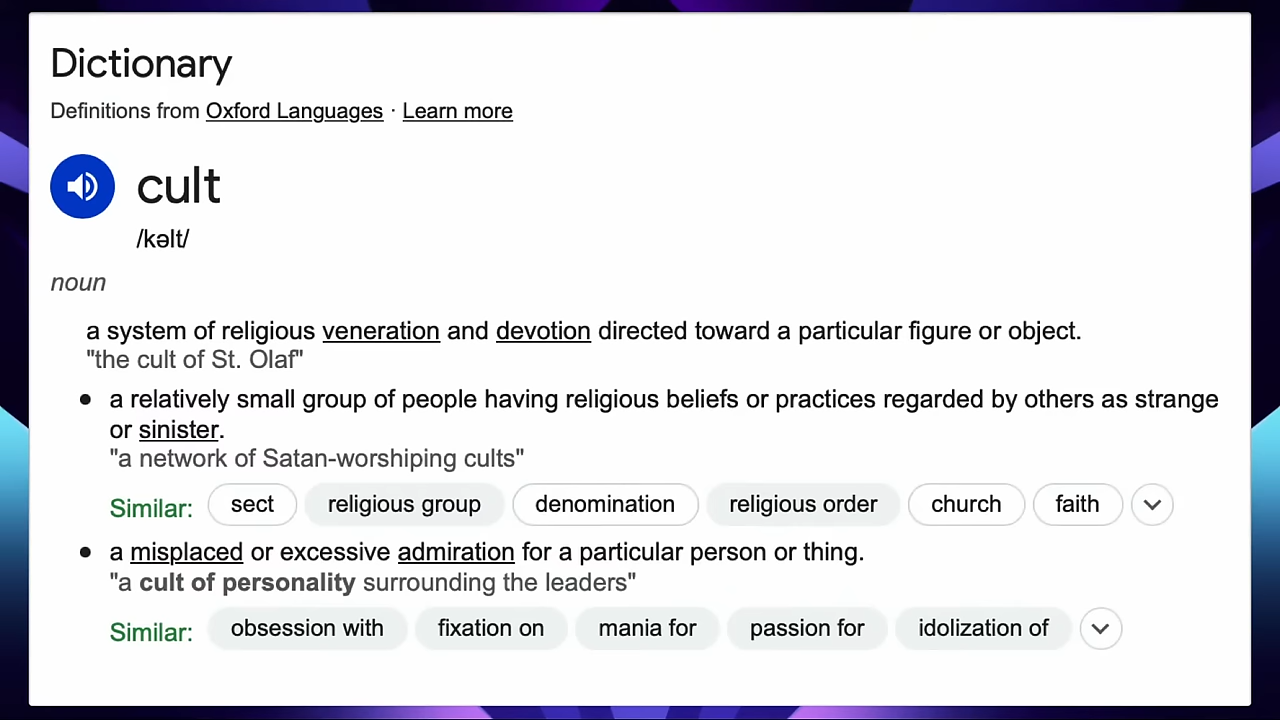 Dictionary
Definitions from Oxford Languages · Learn more
cult
/kəlt/
noun
a system of religious veneration and devotion directed toward a particular figure or object.
"the cult of St. Olaf"
• a relatively small group of people having religious beliefs or practices regarded by others as strange
or sinister.
"a network of Satan-worshiping cults"
Similar: sect religious group denomination religious order church faith
• a misplaced or excessive admiration for a particular person or thing.
"a cult of personality surrounding the leaders"
Similar: obsession with fixation on mania for passion for idolization of